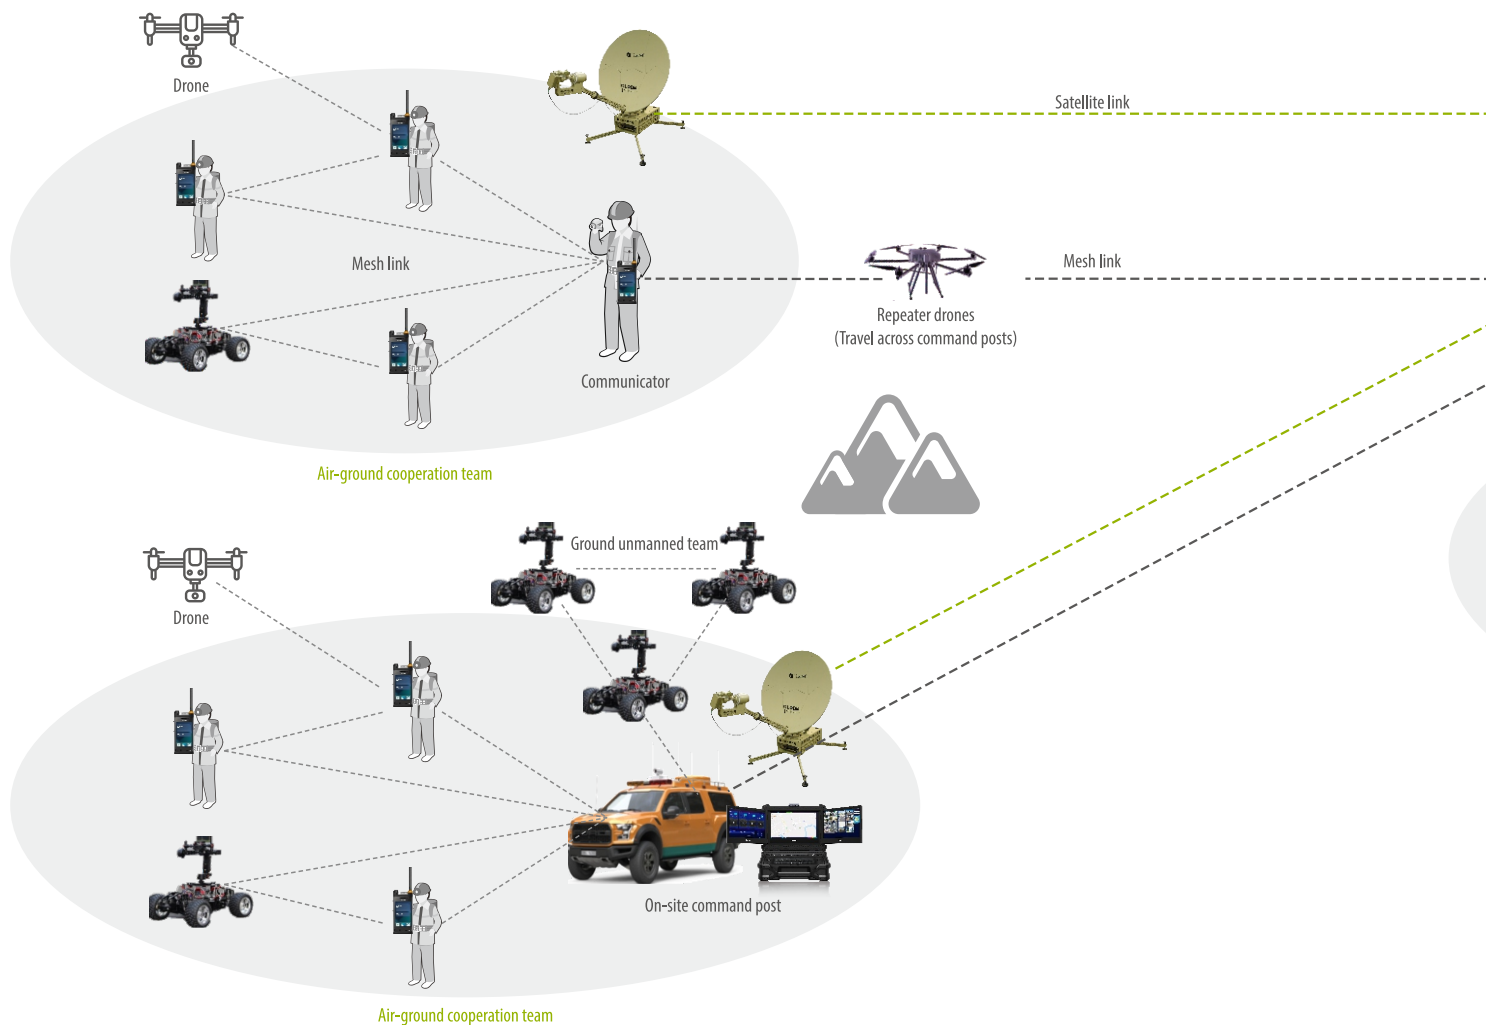 Drone
Satellite link
Mesh link
Mesh link
Repeater drones
(Travel across command posts)
Communicator
Air-ground cooperation team
Ground unmanned team
Drone
On-site command post
Air-ground cooperation team